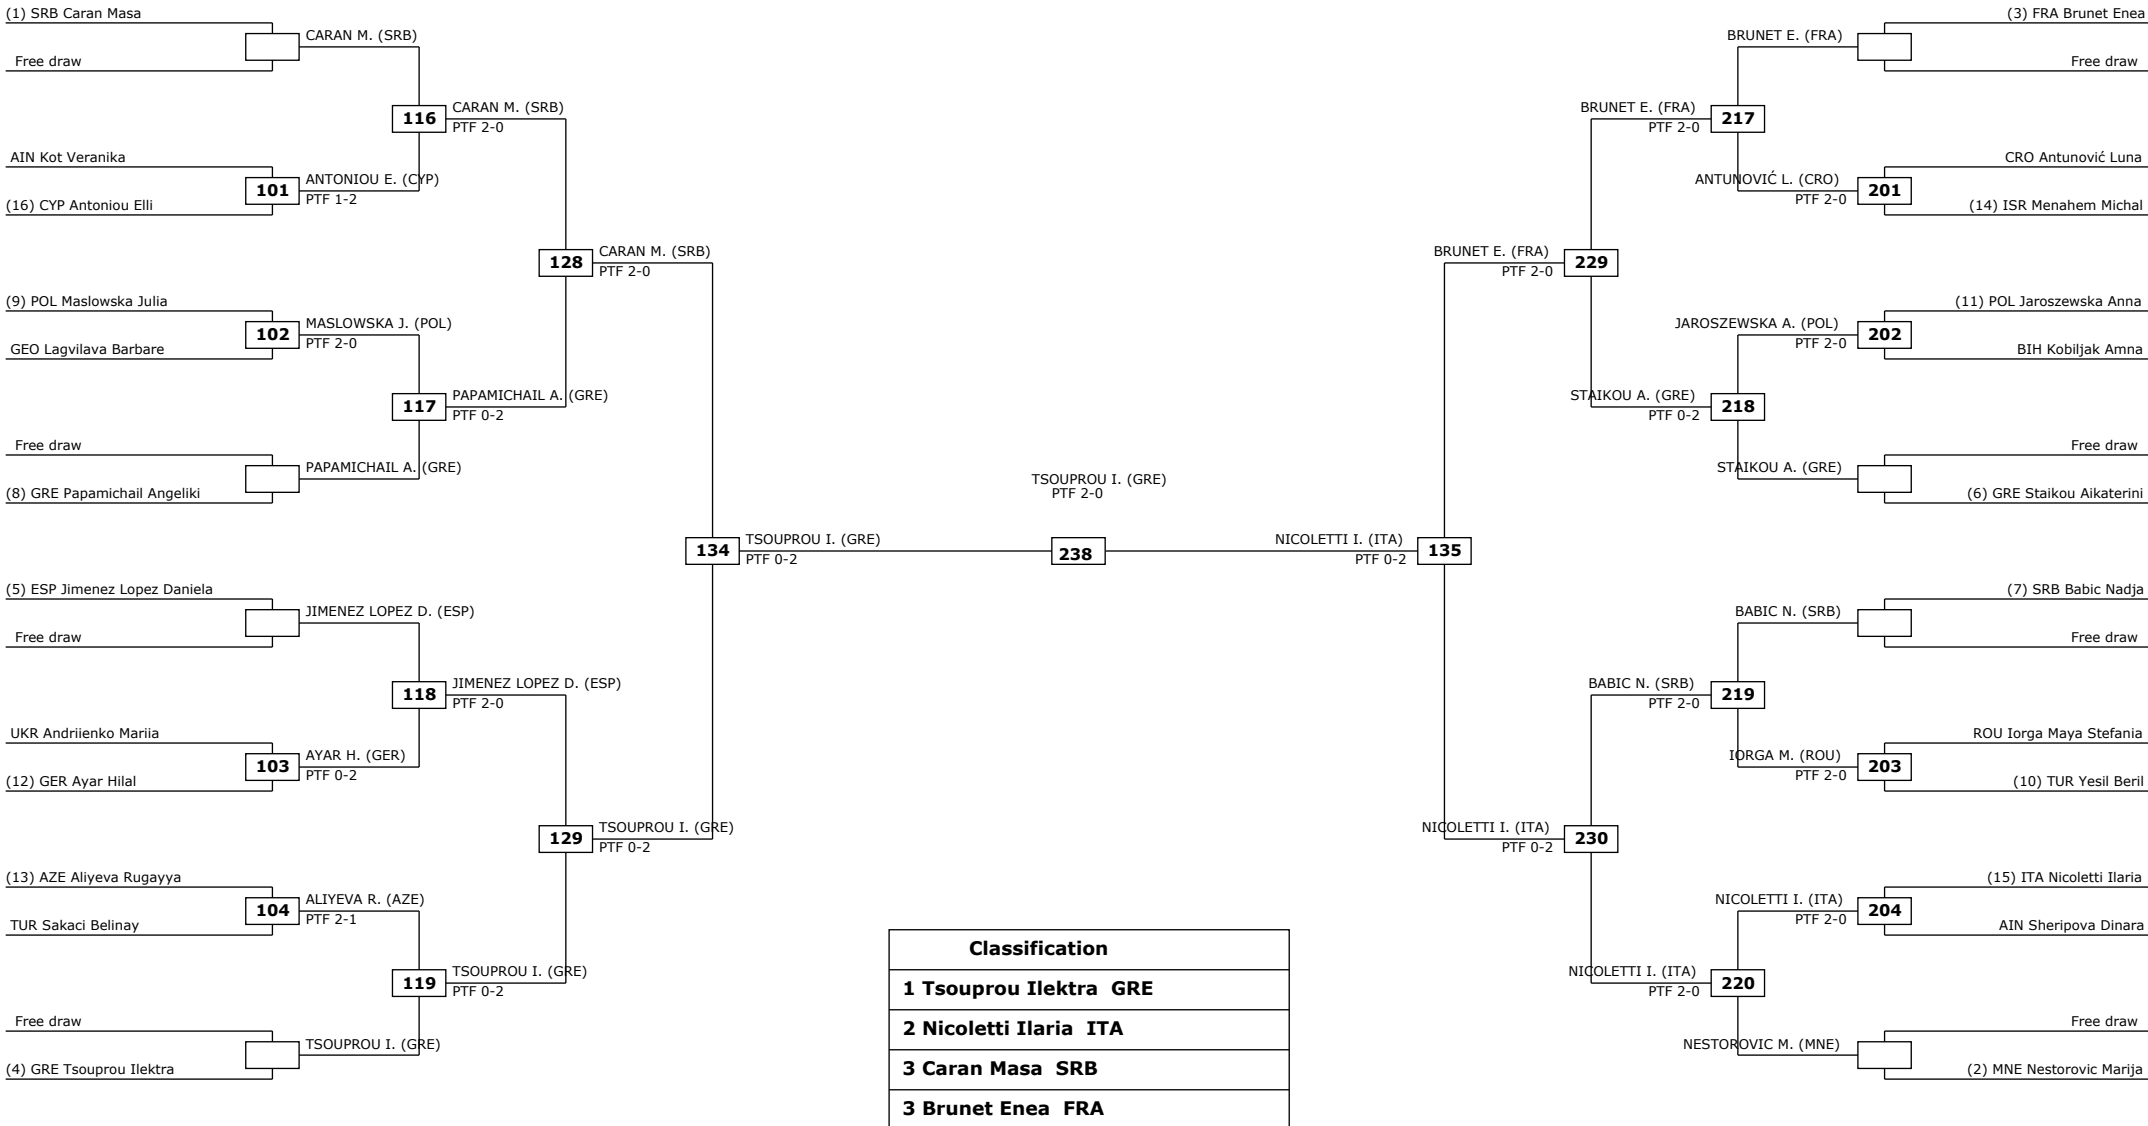 (1) SRB Caran Masa
Free draw
CARAN M. (SRB)
116
CARAN M. (SRB)
PTF 2-0
AIN Kot Veranika
(16) CYP Antoniou Elli
101
ANTONIOU E. (CYP)
PTF 1-2
128
CARAN M. (SRB)
PTF 2-0
(9) POL Maslowska Julia
GEO Lagvilava Barbare
102
MASLOWSKA J. (POL)
PTF 2-0
117
PAPAMICHAIL A. (GRE)
PTF 0-2
Free draw
(8) GRE Papamichail Angeliki
PAPAMICHAIL A. (GRE)
134
TSOUPROU I. (GRE)
PTF 0-2
(5) ESP Jimenez Lopez Daniela
Free draw
JIMENEZ LOPEZ D. (ESP)
118
JIMENEZ LOPEZ D. (ESP)
PTF 2-0
UKR Andriienko Mariia
(12) GER Ayar Hilal
103
AYAR H. (GER)
PTF 0-2
129
TSOUPROU I. (GRE)
PTF 0-2
(13) AZE Aliyeva Rugayya
TUR Sakaci Belinay
104
ALIYEVA R. (AZE)
PTF 2-1
119
TSOUPROU I. (GRE)
PTF 0-2
Free draw
(4) GRE Tsouprou Ilektra
TSOUPROU I. (GRE)
TSOUPROU I. (GRE)
PTF 2-0
238
(3) FRA Brunet Enea
Free draw
BRUNET E. (FRA)
BRUNET E. (FRA)
PTF 2-0
217
CRO Antunović Luna
(14) ISR Menahem Michal
ANTUNOVIĆ L. (CRO)
PTF 2-0
201
BRUNET E. (FRA)
PTF 2-0
229
(11) POL Jaroszewska Anna
BIH Kobiljak Amna
JAROSZEWSKA A. (POL)
PTF 2-0
202
STAIKOU A. (GRE)
PTF 0-2
218
Free draw
(6) GRE Staikou Aikaterini
STAIKOU A. (GRE)
NICOLETTI I. (ITA)
PTF 0-2
135
(7) SRB Babic Nadja
Free draw
BABIC N. (SRB)
BABIC N. (SRB)
PTF 2-0
219
ROU Iorga Maya Stefania
(10) TUR Yesil Beril
IORGA M. (ROU)
PTF 2-0
203
NICOLETTI I. (ITA)
PTF 0-2
230
(15) ITA Nicoletti Ilaria
AIN Sheripova Dinara
NICOLETTI I. (ITA)
PTF 2-0
204
NICOLETTI I. (ITA)
PTF 2-0
220
Free draw
(2) MNE Nestorovic Marija
NESTOROVIC M. (MNE)
Classification
1 Tsouprou Ilektra GRE
2 Nicoletti Ilaria ITA
3 Caran Masa SRB
3 Brunet Enea FRA